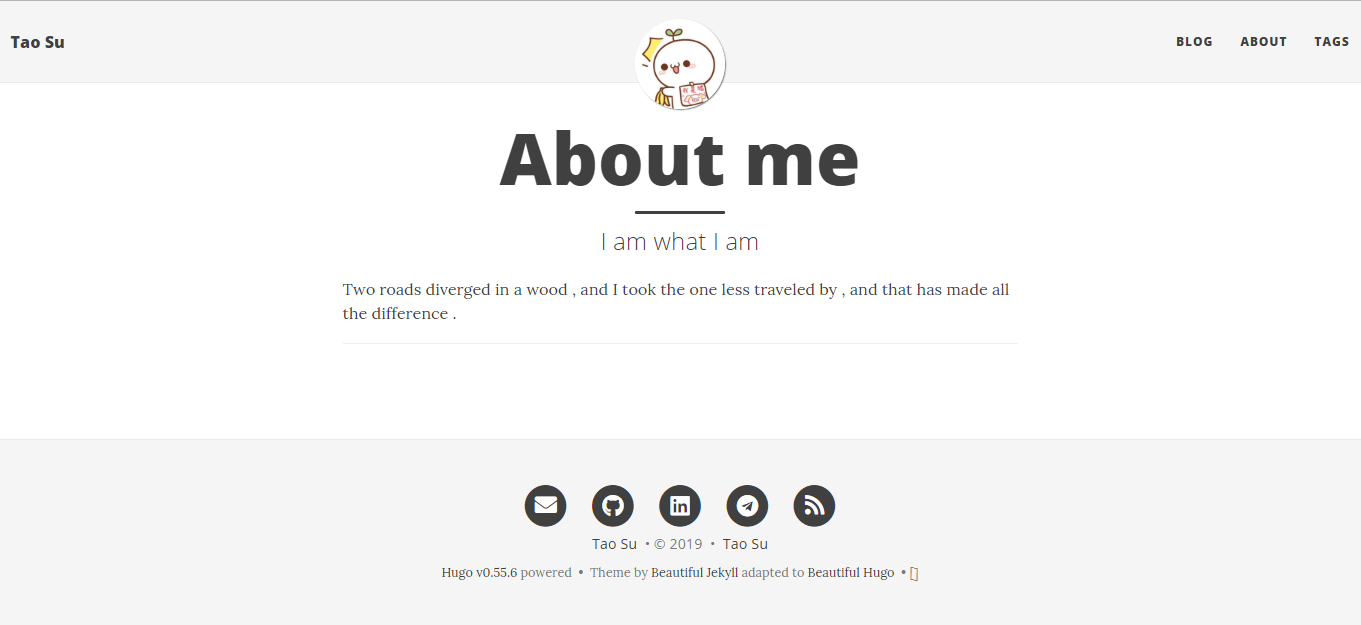 Tao Su
BLOG ABOUT TAGS
About me
I am what I am
Two roads diverged in a wood , and I took the one less traveled by , and that has made all
the difference .
Tao Su • © 2019 • Tao Su
Hugo v0.55.6 powered • Theme by Beautiful Jekyll adapted to Beautiful Hugo •